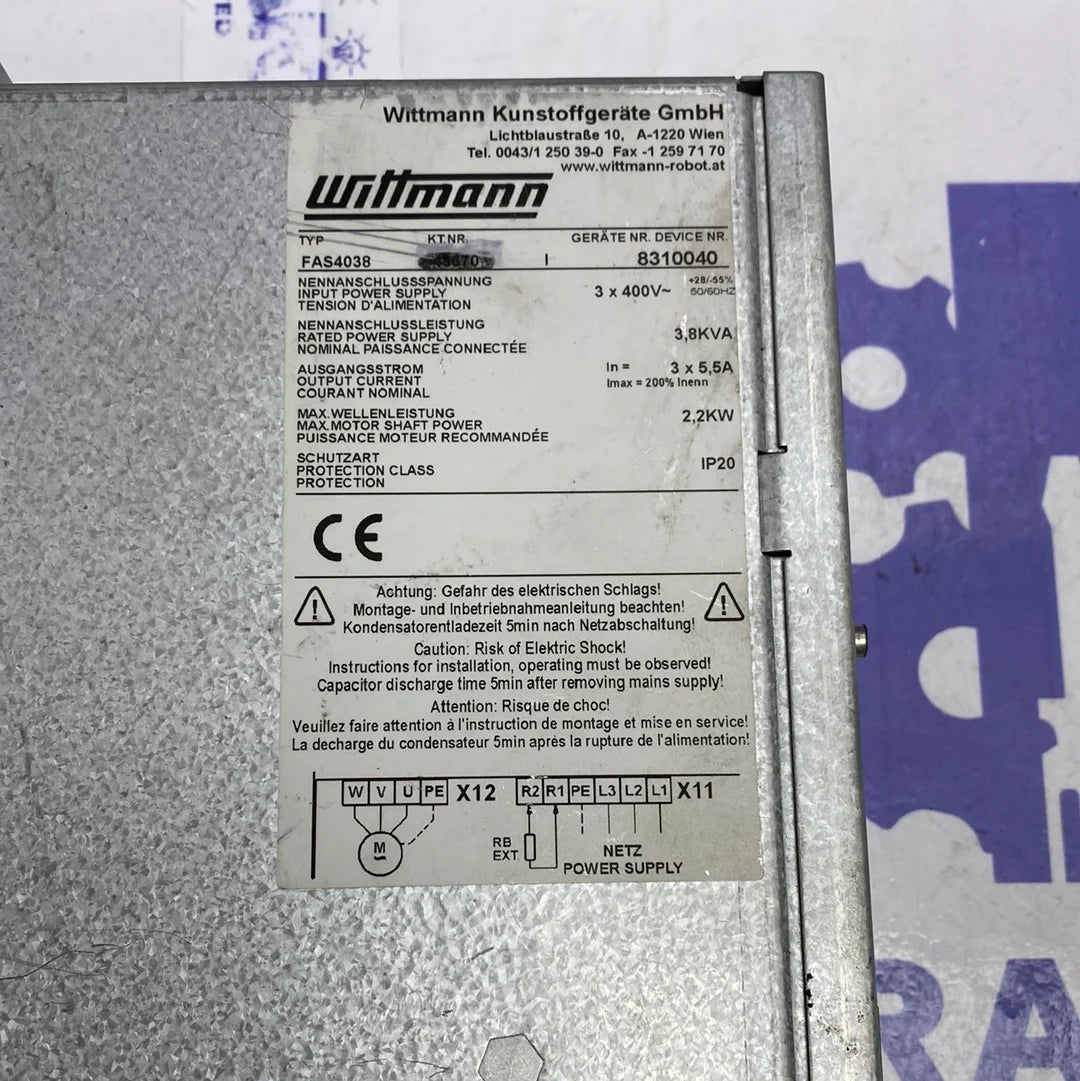 ED
Wittmann Kunstoffgeräte GmbH
Lichtblaustraße 10, A-1220 Wien
Tel. 0043/1 250 39-0 Fax -1 259 71 70
www.wittmann-robot.at
Wittmann
TYP KT.NR. GERÄTE NR. DEVICE NR.
FAS4038 I 8310040
NENNANSCHLUSSSPANNUNG
INPUT POWER SUPPLY 3 x 400V~ +28/-55% 50/60HZ
TENSION D'ALIMENTATION
NENNANSCHLUSSLEISTUNG
RATED POWER SUPPLY 3,8KVA
NOMINAL PAISSANCE CONNECTÉE
AUSGANGSSTROM In = 3 x 5,5A
OUTPUT CURRENT Imax = 200% Inenn
COURANT NOMINAL
MAX.WELLENLEISTUNG 2,2KW
MAX.MOTOR SHAFT POWER
PUISSANCE MOTEUR RECOMMANDÉE
SCHUTZART
PROTECTION CLASS IP20
PROTECTION
CE
Achtung: Gefahr des elektrischen Schlags!
Montage- und Inbetriebnahmeanleitung beachten!
Kondensatorentladezeit 5min nach Netzabschaltung!
Caution: Risk of Elektric Shock!
Instructions for installation, operating must be observed!
Capacitor discharge time 5min after removing mains supply!
Attention: Risque de choc!
Veuillez faire attention à l'instruction de montage et mise en service!
La decharge du condensateur 5min après la rupture de l'alimentation!
W V U PE X12 R2 R1 PE L3 L2 L1 X11
M
RB
EXT.
NETZ
POWER SUPPLY
RA